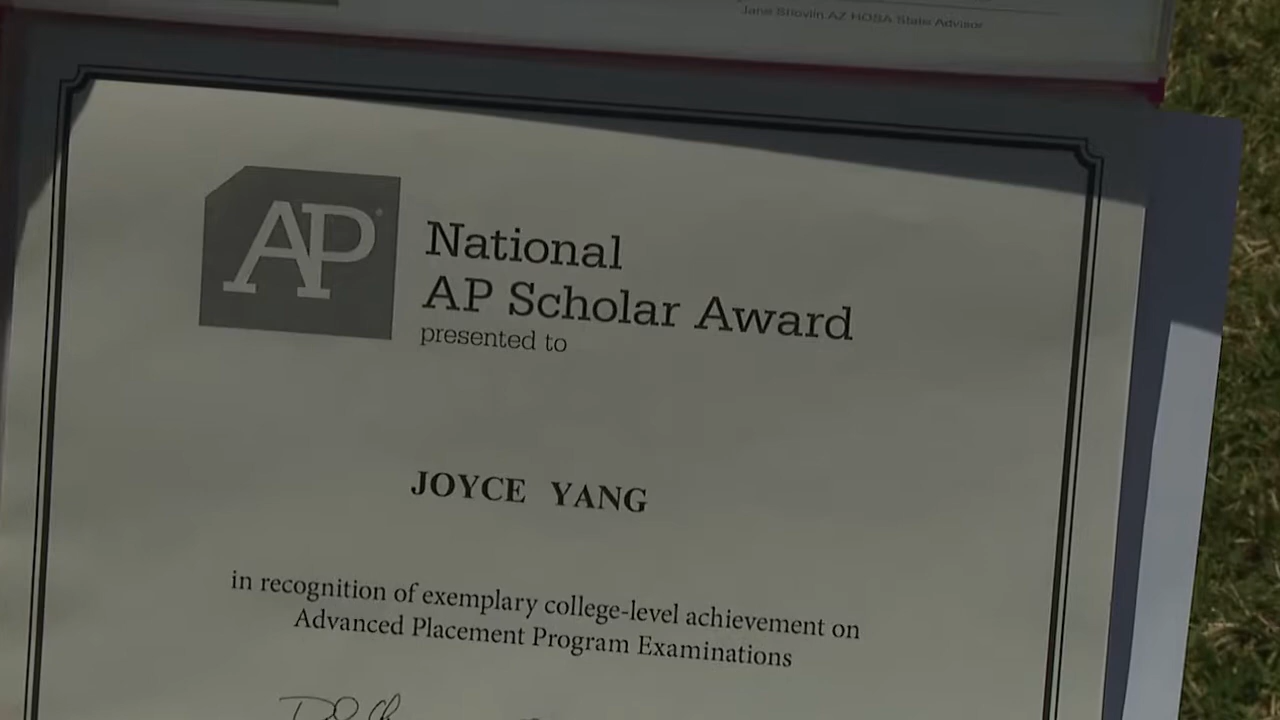 Jane Shovlin, AZ HOSA State Advisor
AP
National
AP Scholar Award
presented to
JOYCE YANG
in recognition of exemplary college-level achievement on
Advanced Placement Program Examinations